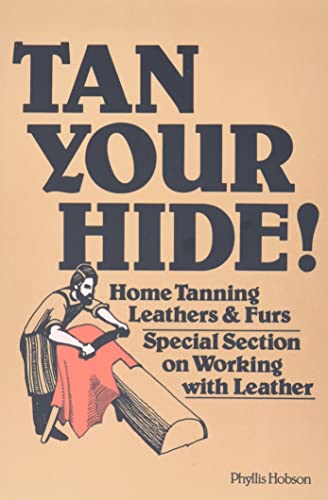 TAN
YOUR
HIDE!
Home Tanning
Leathers & Furs
Special Section
on Working
with Leather
Phyllis Hobson